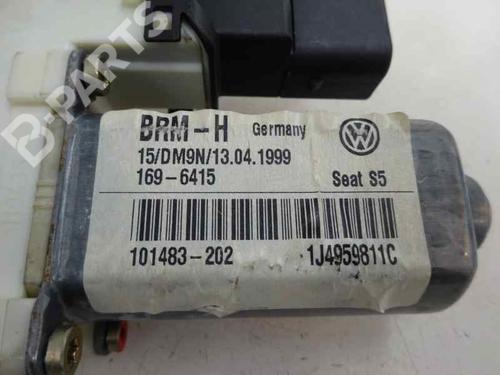 B-PARTS
BRM-H Germany
15/DM9N/13.04.1999
169-6415 Seat S5
101483-202 1J4959811C